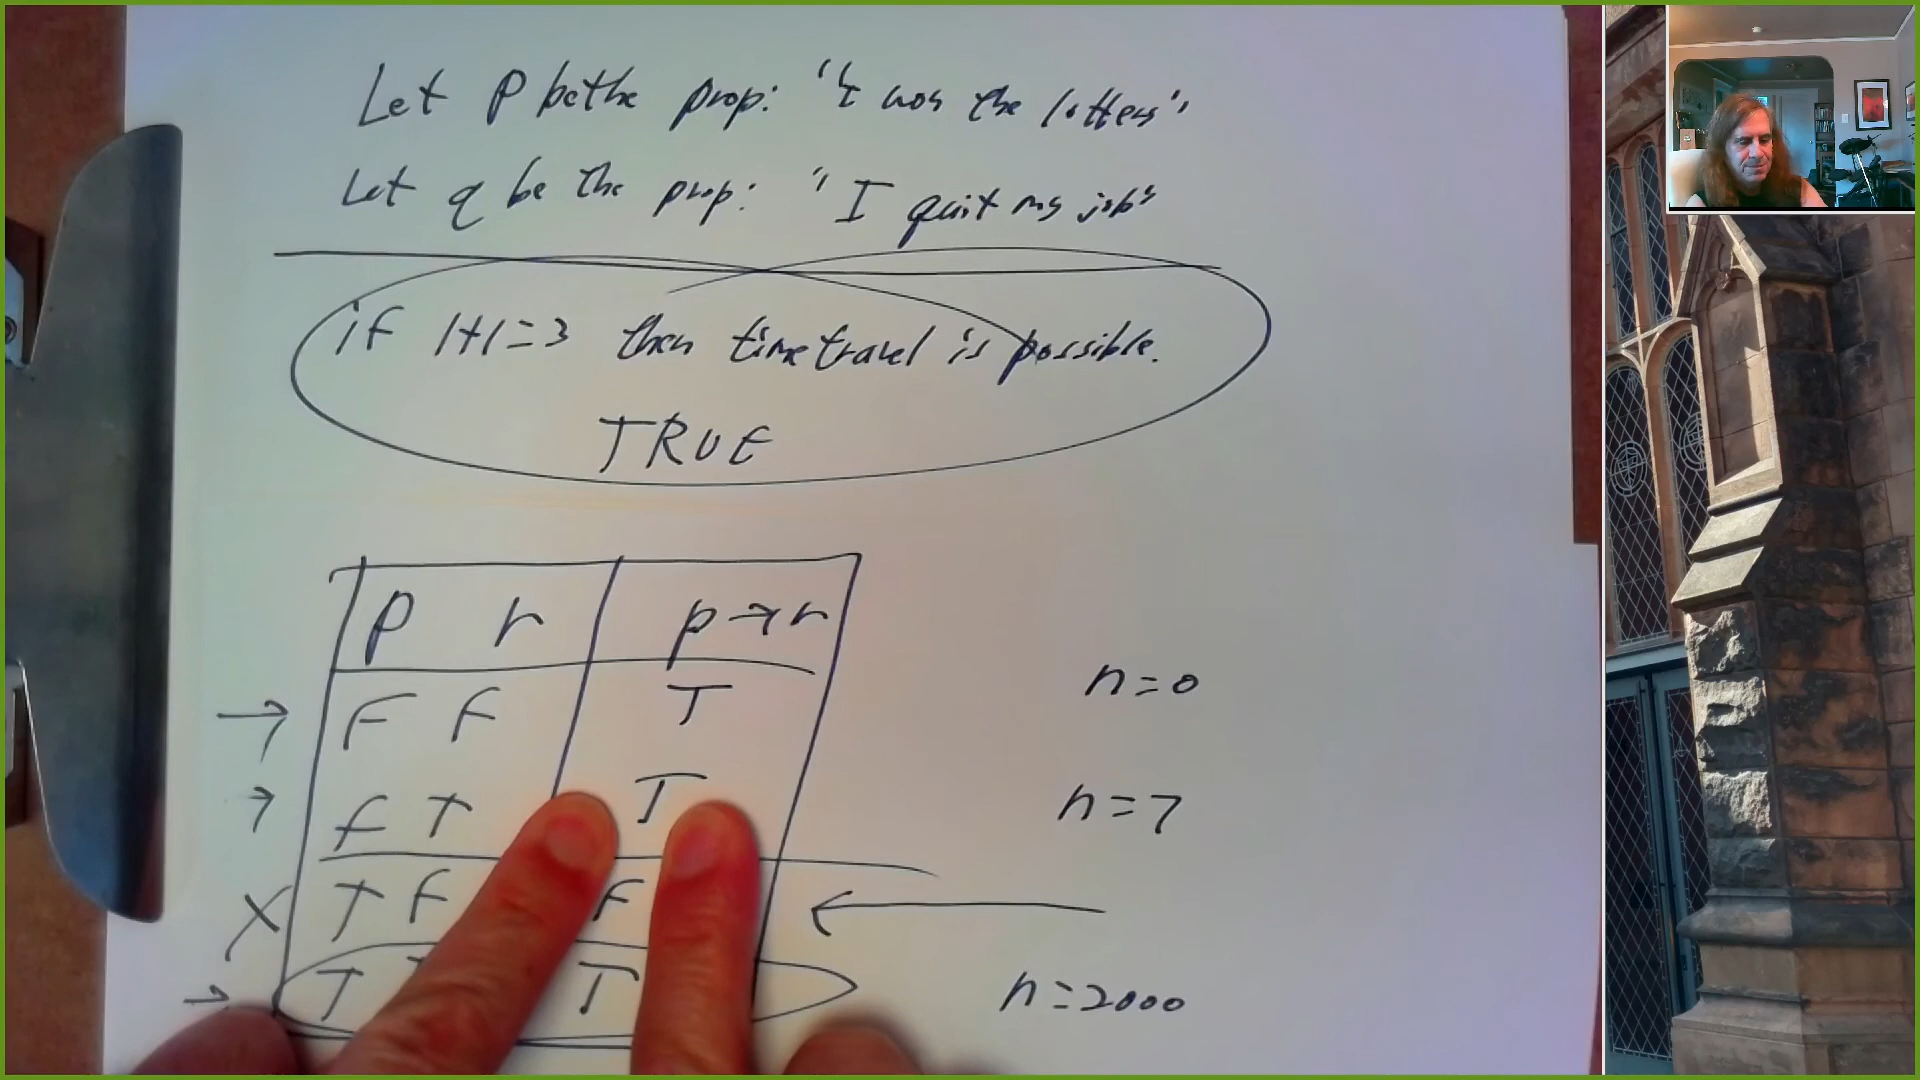 Let p be the prop: "I won the lottery"
Let q be the prop: "I quit my job"
if 1+1=3 then time travel is possible.
TRUE
p r p→r
→ F F T n=0
→ F T T n=7
X T F F ←
→ T T n=2000